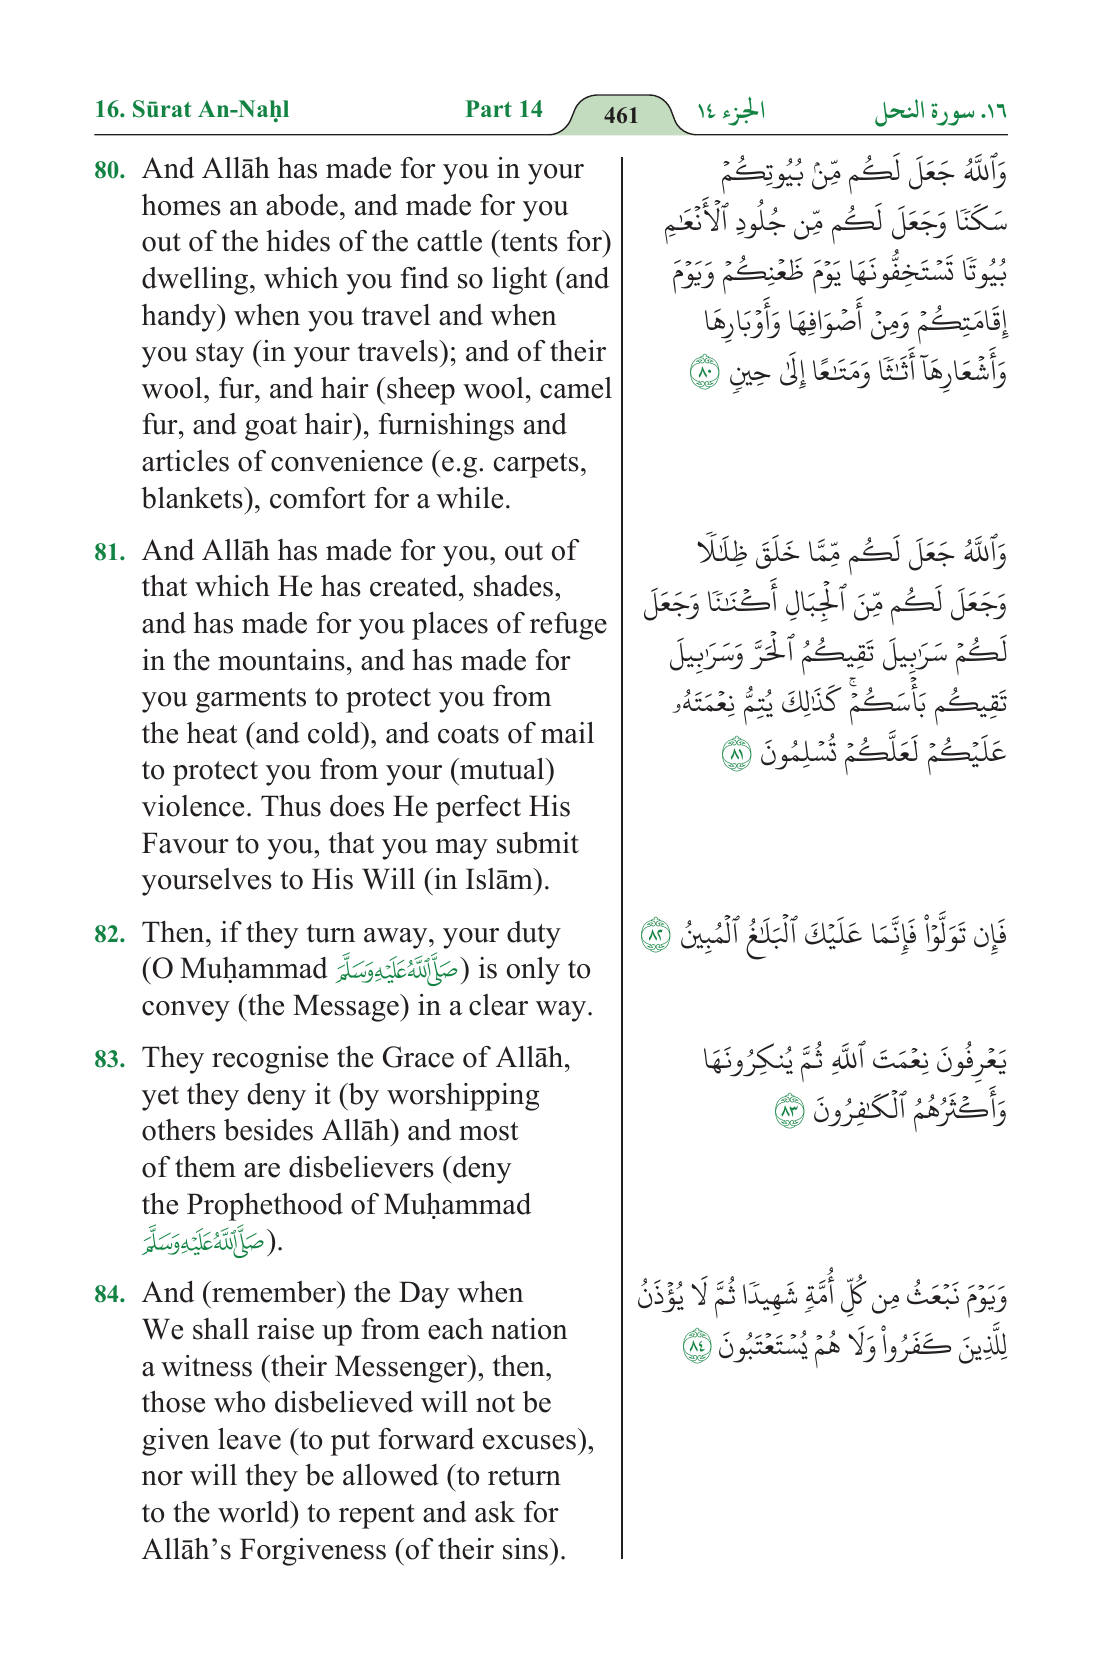 16. Sūrat An-Naḥl Part 14 461 الجزء ١٤ ١٦. سورة النحل
80. And Allāh has made for you in your
homes an abode, and made for you
out of the hides of the cattle (tents for)
dwelling, which you find so light (and
handy) when you travel and when
you stay (in your travels); and of their
wool, fur, and hair (sheep wool, camel
fur, and goat hair), furnishings and
articles of convenience (e.g. carpets,
blankets), comfort for a while.
وَٱللَّهُ جَعَلَ لَكُم مِّنۢ بُيُوتِكُمۡ
سَكَنٗا وَجَعَلَ لَكُم مِّن جُلُودِ ٱلۡأَنۡعَٰمِ
بُيُوتٗا تَسۡتَخِفُّونَهَا يَوۡمَ ظَعۡنِكُمۡ وَيَوۡمَ
إِقَامَتِكُمۡ وَمِنۡ أَصۡوَافِهَا وَأَوۡبَارِهَا
وَأَشۡعَارِهَآ أَثَٰثٗا وَمَتَٰعًا إِلَىٰ حِينٖ ٨٠
81. And Allāh has made for you, out of
that which He has created, shades,
and has made for you places of refuge
in the mountains, and has made for
you garments to protect you from
the heat (and cold), and coats of mail
to protect you from your (mutual)
violence. Thus does He perfect His
Favour to you, that you may submit
yourselves to His Will (in Islām).
وَٱللَّهُ جَعَلَ لَكُم مِّمَّا خَلَقَ ظِلَٰلٗا
وَجَعَلَ لَكُم مِّنَ ٱلۡجِبَالِ أَكۡنَٰنٗا وَجَعَلَ
لَكُمۡ سَرَٰبِيلَ تَقِيكُمُ ٱلۡحَرَّ وَسَرَٰبِيلَ
تَقِيكُم بَأۡسَكُمۡۚ كَذَٰلِكَ يُتِمُّ نِعۡمَتَهُۥ
عَلَيۡكُمۡ لَعَلَّكُمۡ تُسۡلِمُونَ ٨١
82. Then, if they turn away, your duty
(O Muḥammad صَلَّى ٱللَّهُ عَلَيْهِ وَسَلَّمَ) is only to
convey (the Message) in a clear way.
فَإِن تَوَلَّوۡاْ فَإِنَّمَا عَلَيۡكَ ٱلۡبَلَٰغُ ٱلۡمُبِينُ ٨٢
83. They recognise the Grace of Allāh,
yet they deny it (by worshipping
others besides Allāh) and most
of them are disbelievers (deny
the Prophethood of Muḥammad
صَلَّى ٱللَّهُ عَلَيْهِ وَسَلَّمَ).
يَعۡرِفُونَ نِعۡمَتَ ٱللَّهِ ثُمَّ يُنكِرُونَهَا
وَأَكۡثَرُهُمُ ٱلۡكَٰفِرُونَ ٨٣
84. And (remember) the Day when
We shall raise up from each nation
a witness (their Messenger), then,
those who disbelieved will not be
given leave (to put forward excuses),
nor will they be allowed (to return
to the world) to repent and ask for
Allāh’s Forgiveness (of their sins).
وَيَوۡمَ نَبۡعَثُ مِن كُلِّ أُمَّةٖ شَهِيدٗا ثُمَّ لَا يُؤۡذَنُ
لِلَّذِينَ كَفَرُواْ وَلَا هُمۡ يُسۡتَعۡتَبُونَ ٨٤